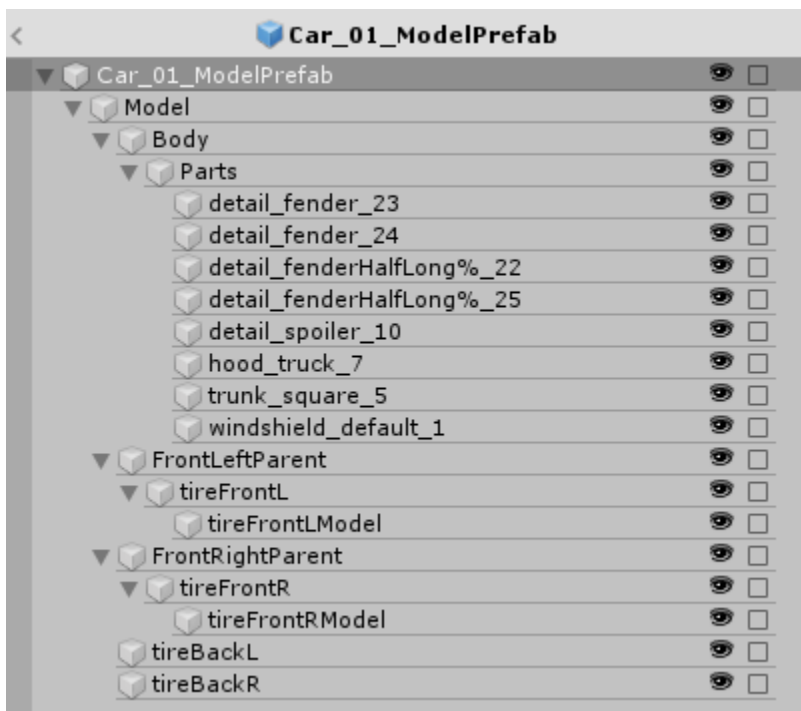 Car_01_ModelPrefab
Car_01_ModelPrefab
Model
Body
Parts
detail_fender_23
detail_fender_24
detail_fenderHalfLong%_22
detail_fenderHalfLong%_25
detail_spoiler_10
hood_truck_7
trunk_square_5
windshield_default_1
FrontLeftParent
tireFrontL
tireFrontLModel
FrontRightParent
tireFrontR
tireFrontRModel
tireBackL
tireBackR